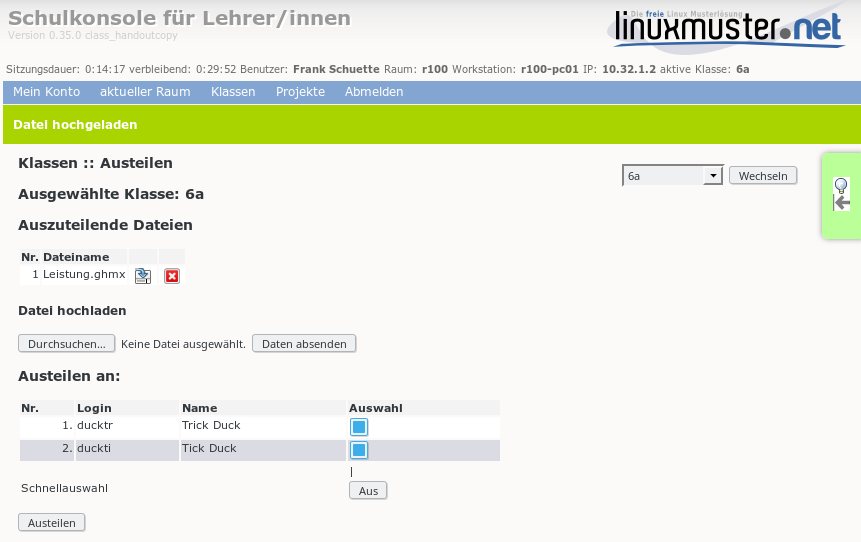 Schulkonsole für Lehrer/innen
Version 0.35.0 class_handoutcopy
Die freie Linux Musterlösung
linuxmuster.net
Sitzungsdauer: 0:14:17 verbleibend: 0:29:52 Benutzer: Frank Schuette Raum: r100 Workstation: r100-pc01 IP: 10.32.1.2 aktive Klasse: 6a
Mein Konto aktueller Raum Klassen Projekte Abmelden
Datei hochgeladen
Klassen :: Austeilen
6a Wechseln
Ausgewählte Klasse: 6a
Auszuteilende Dateien
Nr. Dateiname
1 Leistung.ghmx
Datei hochladen
Durchsuchen... Keine Datei ausgewählt. Daten absenden
Austeilen an:
Nr. Login Name Auswahl
1. ducktr Trick Duck
2. duckti Tick Duck
|
Schnellauswahl Aus
Austeilen